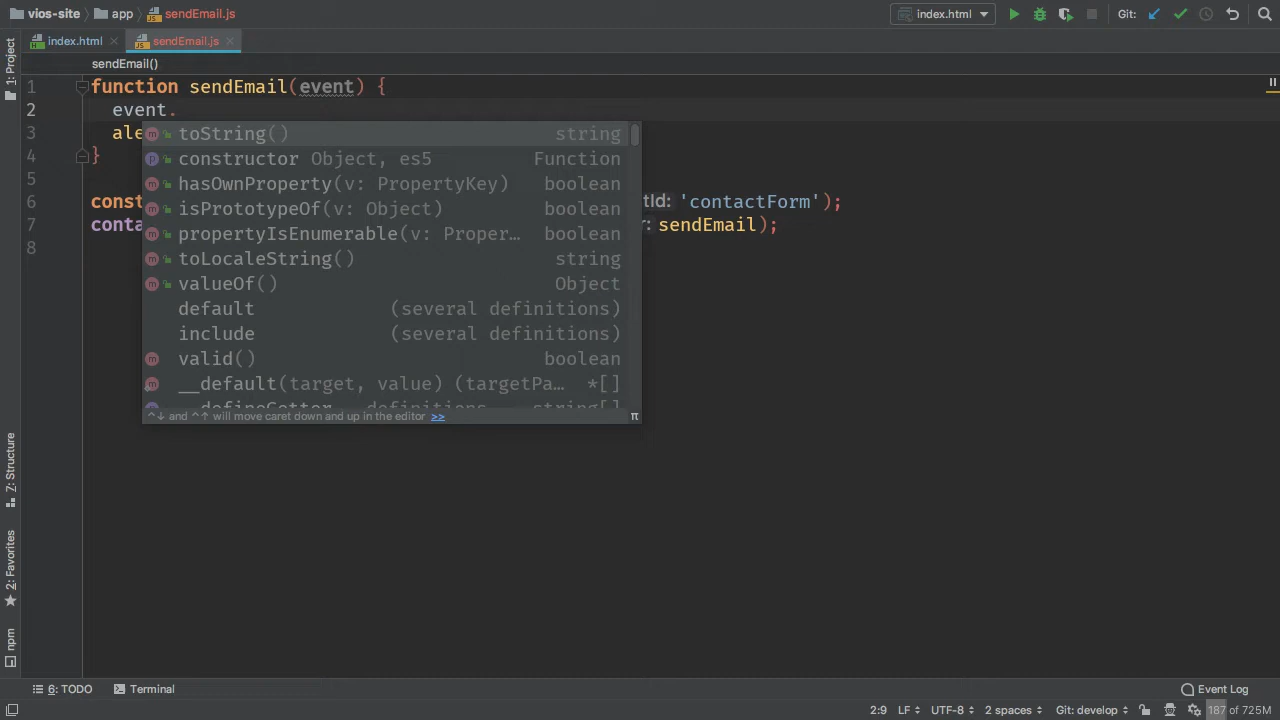 vios-site app sendEmail.js index.html Git:
1: Project
index.html sendEmail.js
sendEmail()
1 function sendEmail(event) {
2 event.
3 ale
4 }
5
6 const tId: 'contactForm');
7 conta r: sendEmail);
8
toString() string
constructor Object, es5 Function
hasOwnProperty(v: PropertyKey) boolean
isPrototypeOf(v: Object) boolean
propertyIsEnumerable(v: Proper… boolean
toLocaleString() string
valueOf() Object
default (several definitions)
include (several definitions)
valid() boolean
__default(target, value) (targetPa… *[]
^↓ and ^↑ will move caret down and up in the editor >> π
Z: Structure
2: Favorites
npm
6: TODO Terminal Event Log
2:9 LF UTF-8 2 spaces Git: develop 187 of 725M